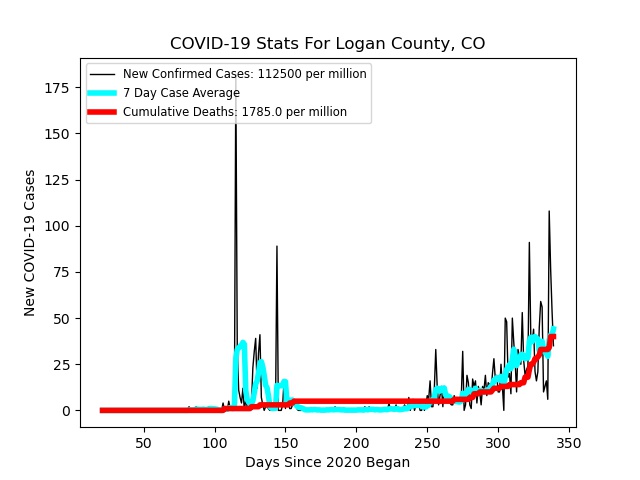 COVID-19 Stats For Logan County, CO
New Confirmed Cases: 112500 per million
7 Day Case Average
Cumulative Deaths: 1785.0 per million
New COVID-19 Cases
175
150
125
100
75
50
25
0
50 100 150 200 250 300 350
Days Since 2020 Began